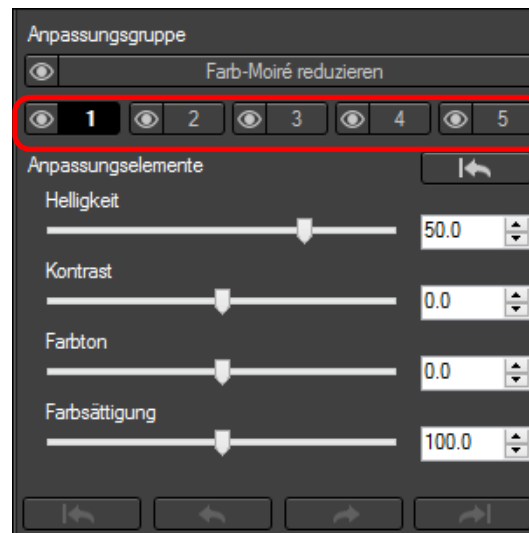 Anpassungsgruppe
Farb-Moiré reduzieren
1 2 3 4 5
Anpassungselemente
Helligkeit
50.0
Kontrast
0.0
Farbton
0.0
Farbsättigung
100.0